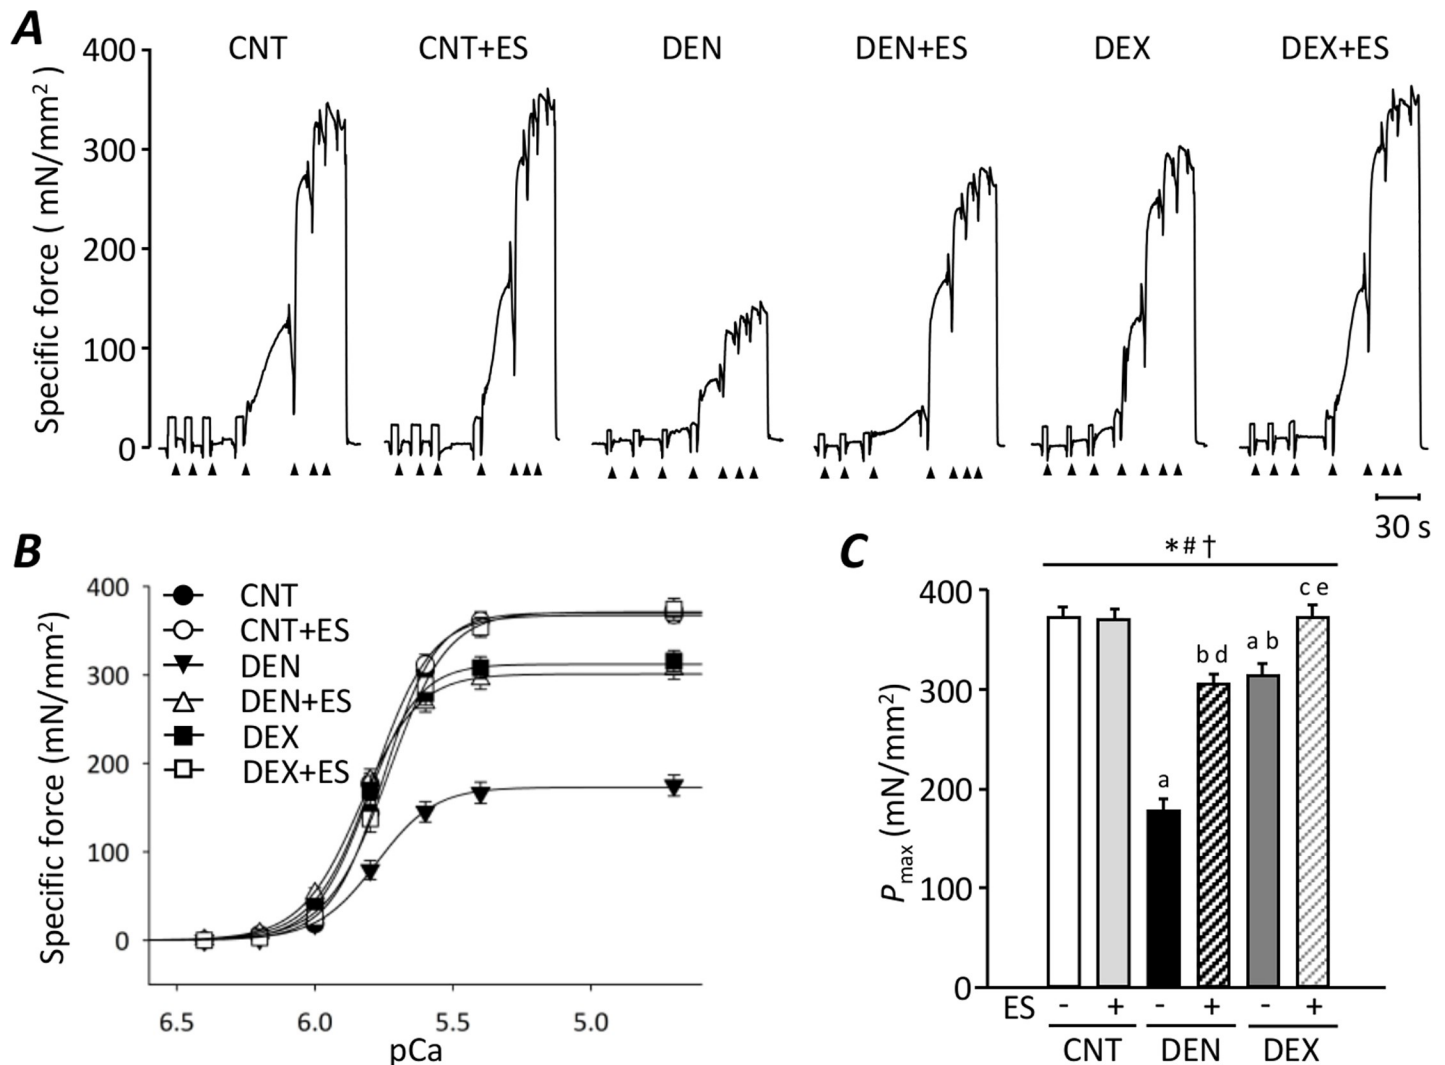 A
CNT CNT+ES DEN DEN+ES DEX DEX+ES
Specific force ( mN/mm²)
400
300
200
100
0
30 s
B
Specific force (mN/mm²)
400
300
200
100
0
CNT
CNT+ES
DEN
DEN+ES
DEX
DEX+ES
6.5 6.0 5.5 5.0
pCa
C
*#†
Pmax (mN/mm²)
400
300
200
100
0
a
b d
a b
c e
ES - + - + - +
CNT DEN DEX